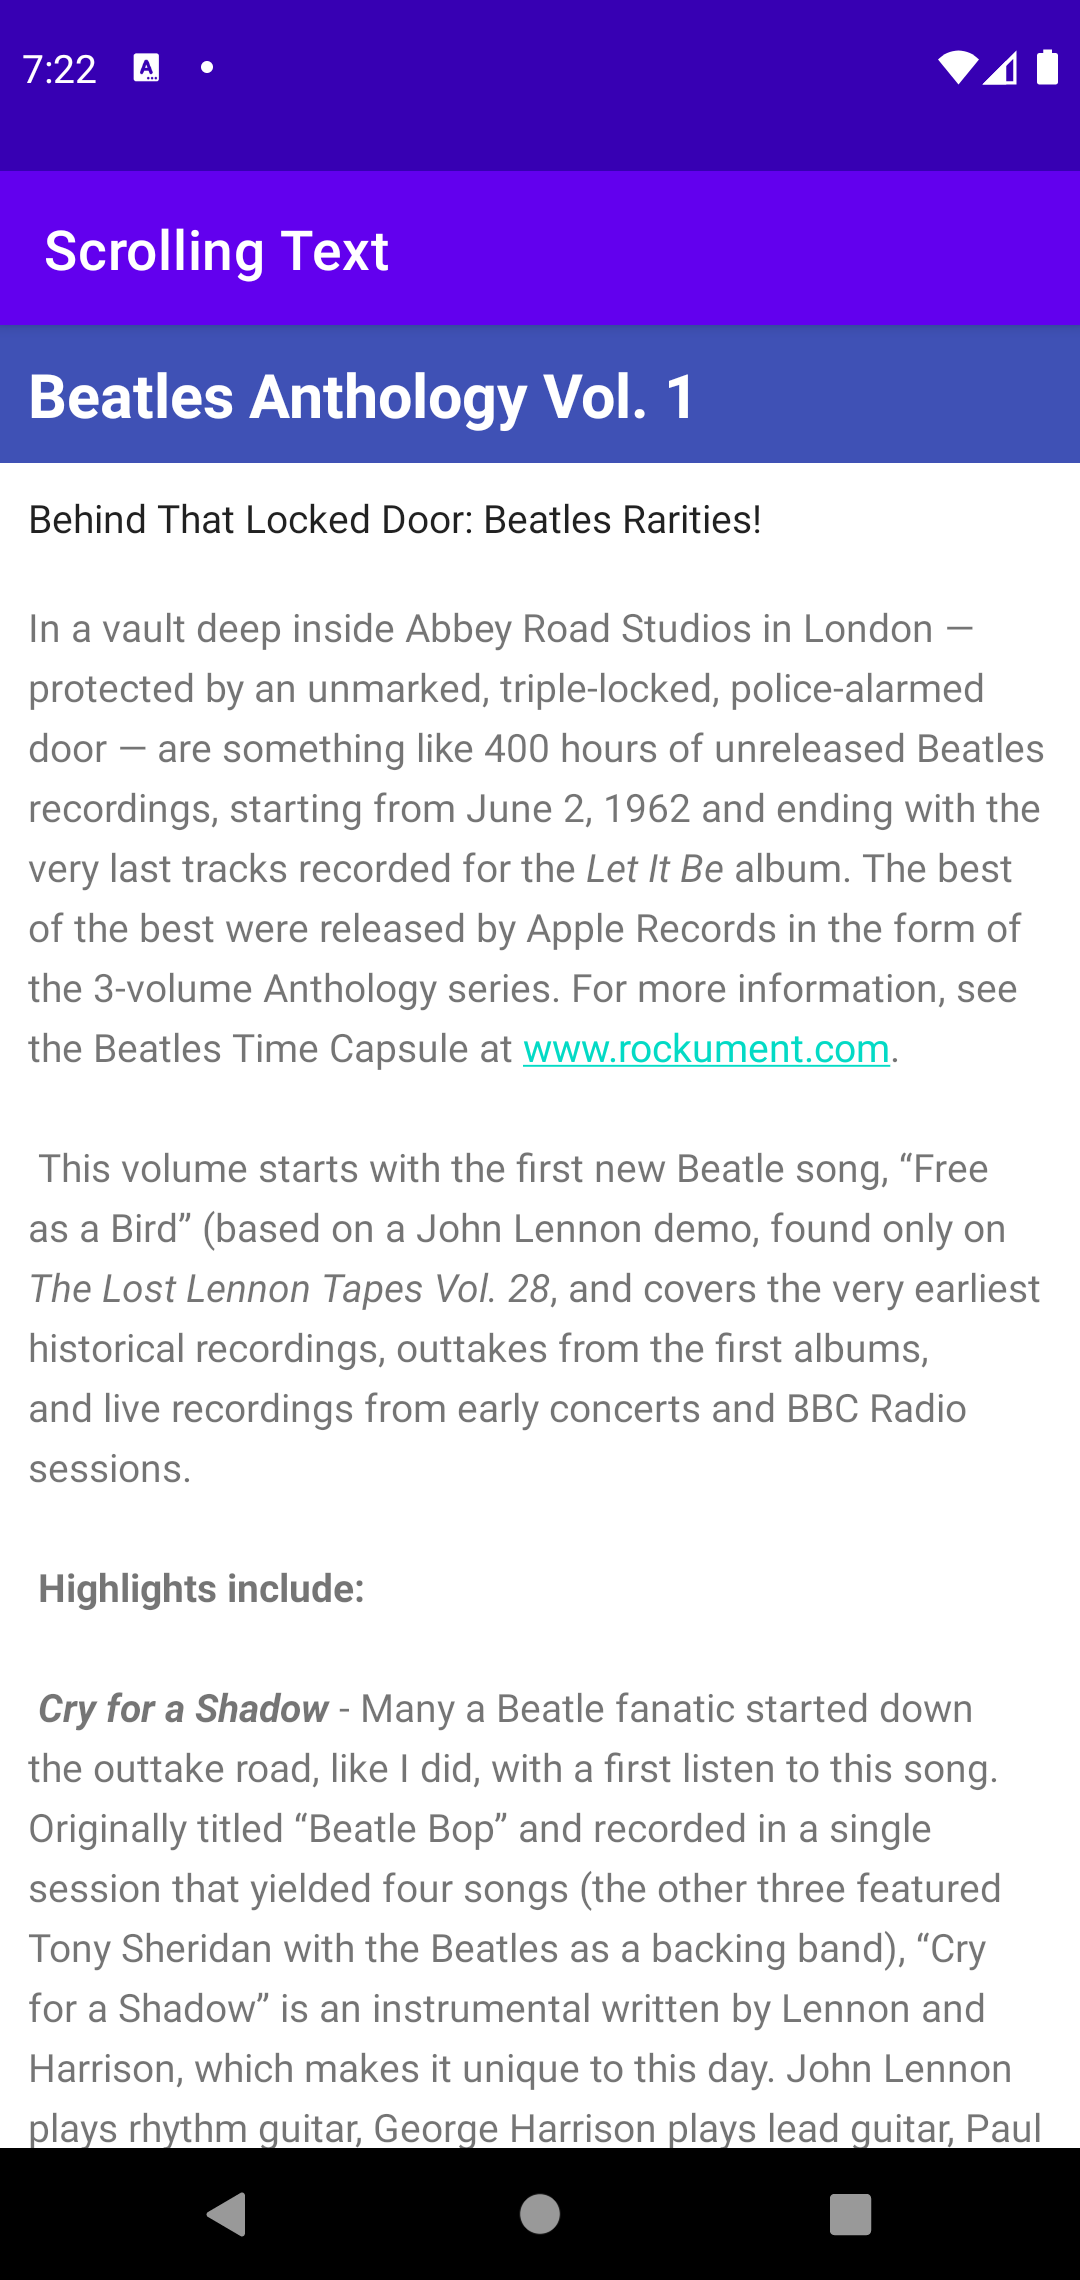 7:22
Scrolling Text
Beatles Anthology Vol. 1
Behind That Locked Door: Beatles Rarities!
In a vault deep inside Abbey Road Studios in London —
protected by an unmarked, triple-locked, police-alarmed
door — are something like 400 hours of unreleased Beatles
recordings, starting from June 2, 1962 and ending with the
very last tracks recorded for the Let It Be album. The best
of the best were released by Apple Records in the form of
the 3-volume Anthology series. For more information, see
the Beatles Time Capsule at www.rockument.com.
This volume starts with the first new Beatle song, “Free
as a Bird” (based on a John Lennon demo, found only on
The Lost Lennon Tapes Vol. 28, and covers the very earliest
historical recordings, outtakes from the first albums,
and live recordings from early concerts and BBC Radio
sessions.
Highlights include:
Cry for a Shadow - Many a Beatle fanatic started down
the outtake road, like I did, with a first listen to this song.
Originally titled “Beatle Bop” and recorded in a single
session that yielded four songs (the other three featured
Tony Sheridan with the Beatles as a backing band), “Cry
for a Shadow” is an instrumental written by Lennon and
Harrison, which makes it unique to this day. John Lennon
plays rhythm guitar, George Harrison plays lead guitar, Paul